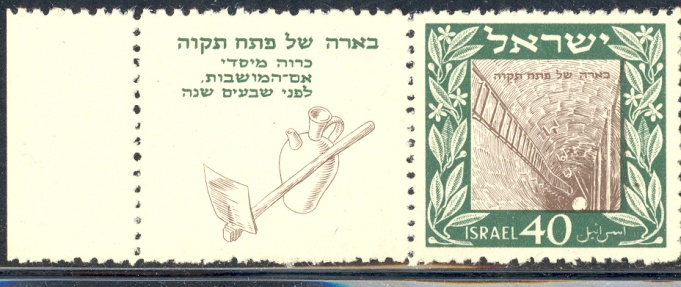 בארה של פתח תקוה
כרוה מיסדי
אם־המושבות,
לפני שבעים שנה
ישראל
בארה של פתח תקוה
ISRAEL 40 اسرائيل